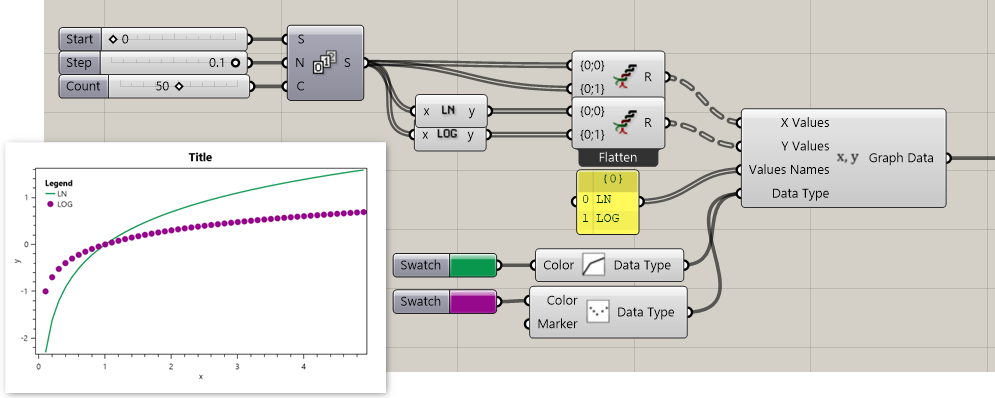 Start 0
Step 0.1
Count 50
S
N
C
S
{0;0}
{0;1}
R
x LN y
x LOG y
{0;0}
{0;1}
R
Flatten
{0}
0 LN
1 LOG
X Values
Y Values
Values Names
Data Type
x, y
Graph Data
Swatch
Color
Data Type
Swatch
Color
Marker
Data Type
Title
Legend
LN
LOG
1
0
-1
-2
y
0
1
2
3
4
x